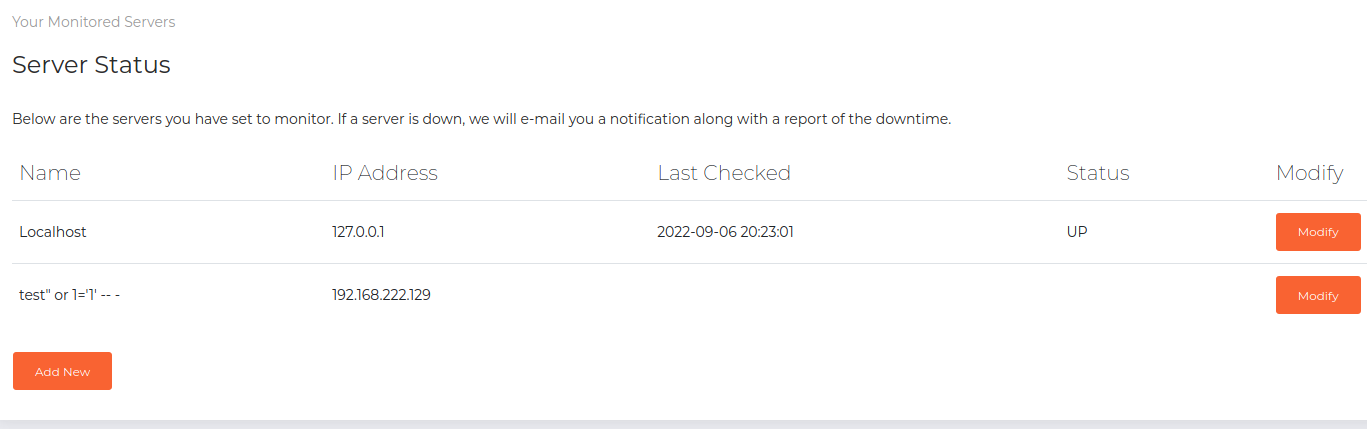 Your Monitored Servers
Server Status
Below are the servers you have set to monitor. If a server is down, we will e-mail you a notification along with a report of the downtime.
Name IP Address Last Checked Status Modify
Localhost 127.0.0.1 2022-09-06 20:23:01 UP Modify
test" or 1='1' -- - 192.168.222.129 Modify
Add New